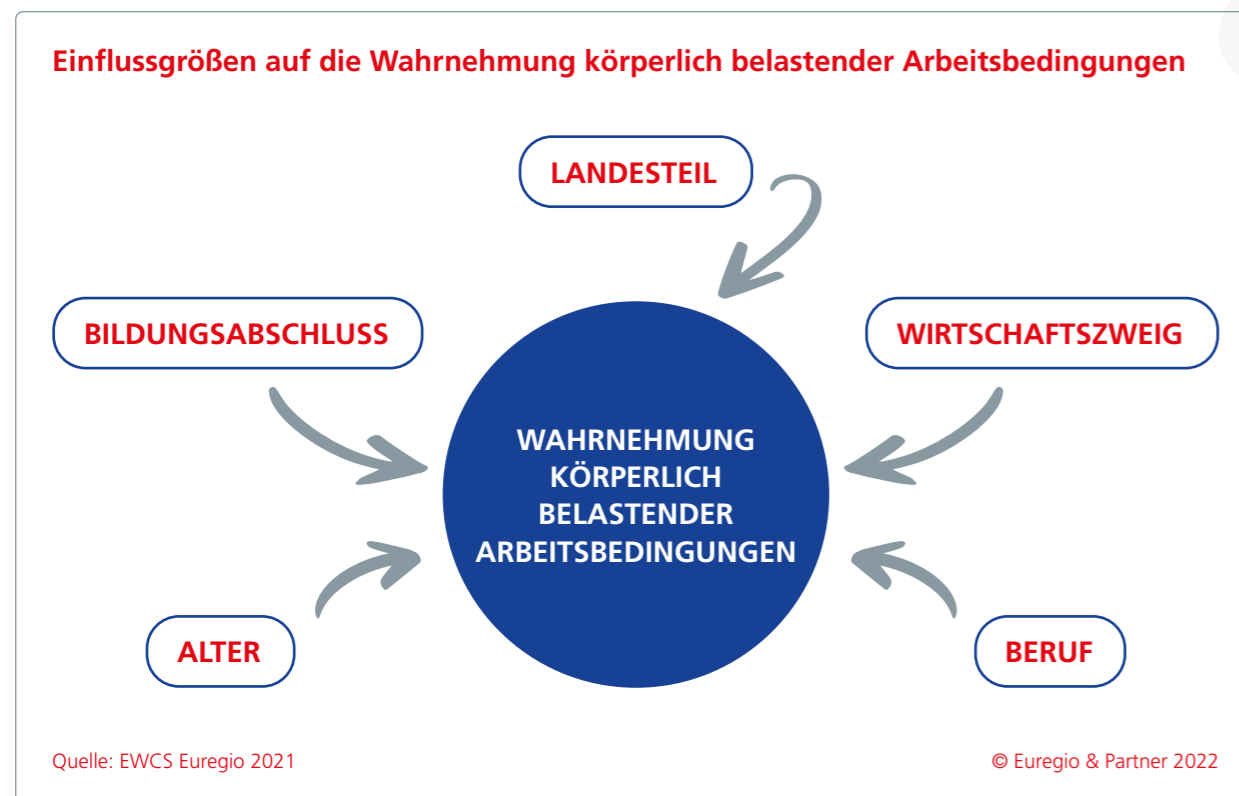 Einflussgrößen auf die Wahrnehmung körperlich belastender Arbeitsbedingungen
LANDESTEIL
BILDUNGSABSCHLUSS
WIRTSCHAFTSZWEIG
WAHRNEHMUNG
KÖRPERLICH
BELASTENDER
ARBEITSBEDINGUNGEN
ALTER
BERUF
Quelle: EWCS Euregio 2021
© Euregio & Partner 2022